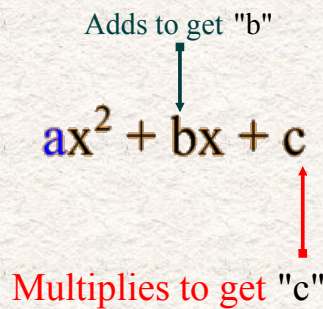 Adds to get "b"
ax² + bx + c
Multiplies to get "c"